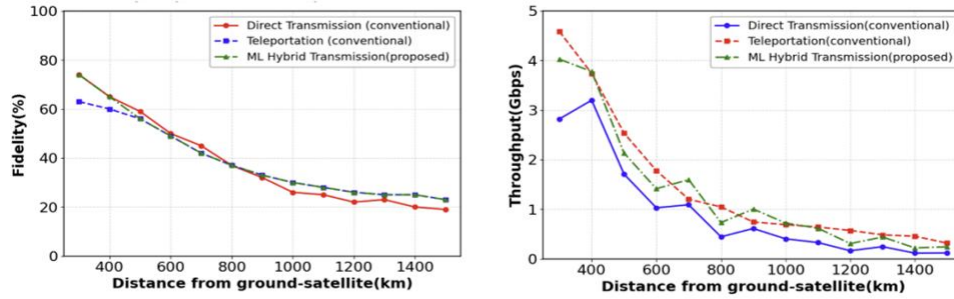 100
80
60
40
20
0
Fidelity(%)
Direct Transmission (conventional)
Teleportation (conventional)
ML Hybrid Transmission(proposed)
400 600 800 1000 1200 1400
Distance from ground-satellite(km)
5
4
3
2
1
0
Throughput(Gbps)
Direct Transmission(conventional)
Teleportation(conventional)
ML Hybrid Transmission(proposed)
400 600 800 1000 1200 1400
Distance from ground-satellite(km)